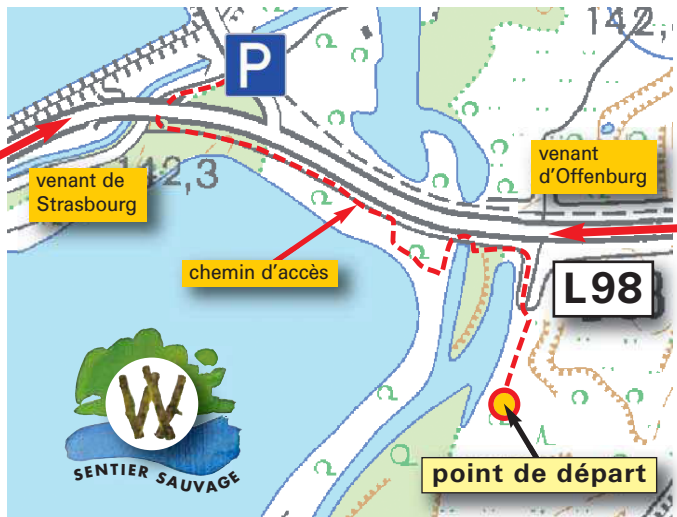 142,
P
142,3
venant de
Strasbourg
venant
d'Offenburg
chemin d'accès
L98
SENTIER SAUVAGE
point de départ